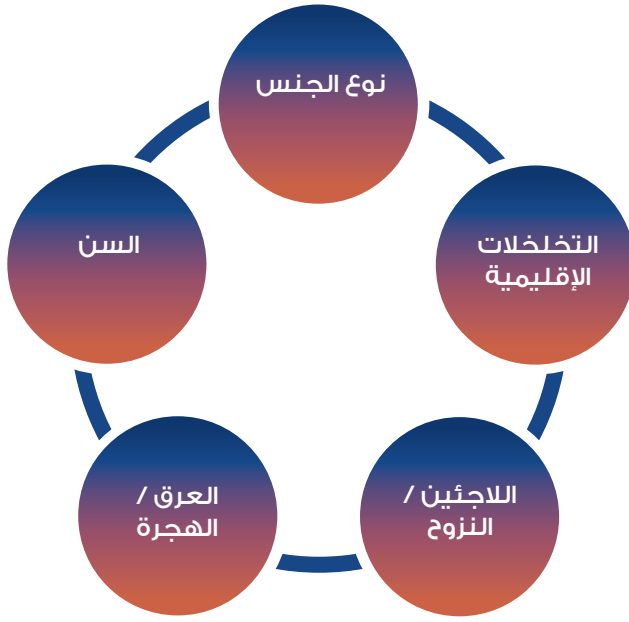 نوع الجنس
التخلخلات
الإقليمية
السن
اللاجئين /
النزوح
العرق /
الهجرة